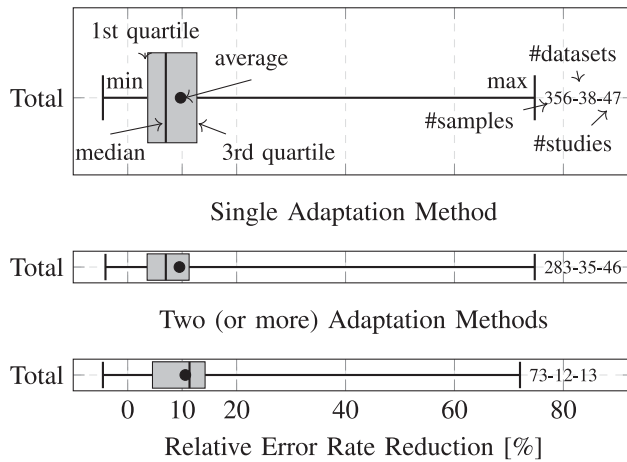 1st quartile
#datasets
min
average
max
Total
356-38-47
#samples
median
3rd quartile
#studies
Single Adaptation Method
Total
283-35-46
Two (or more) Adaptation Methods
Total
73-12-13
0 10 20 40 60 80
Relative Error Rate Reduction [%]